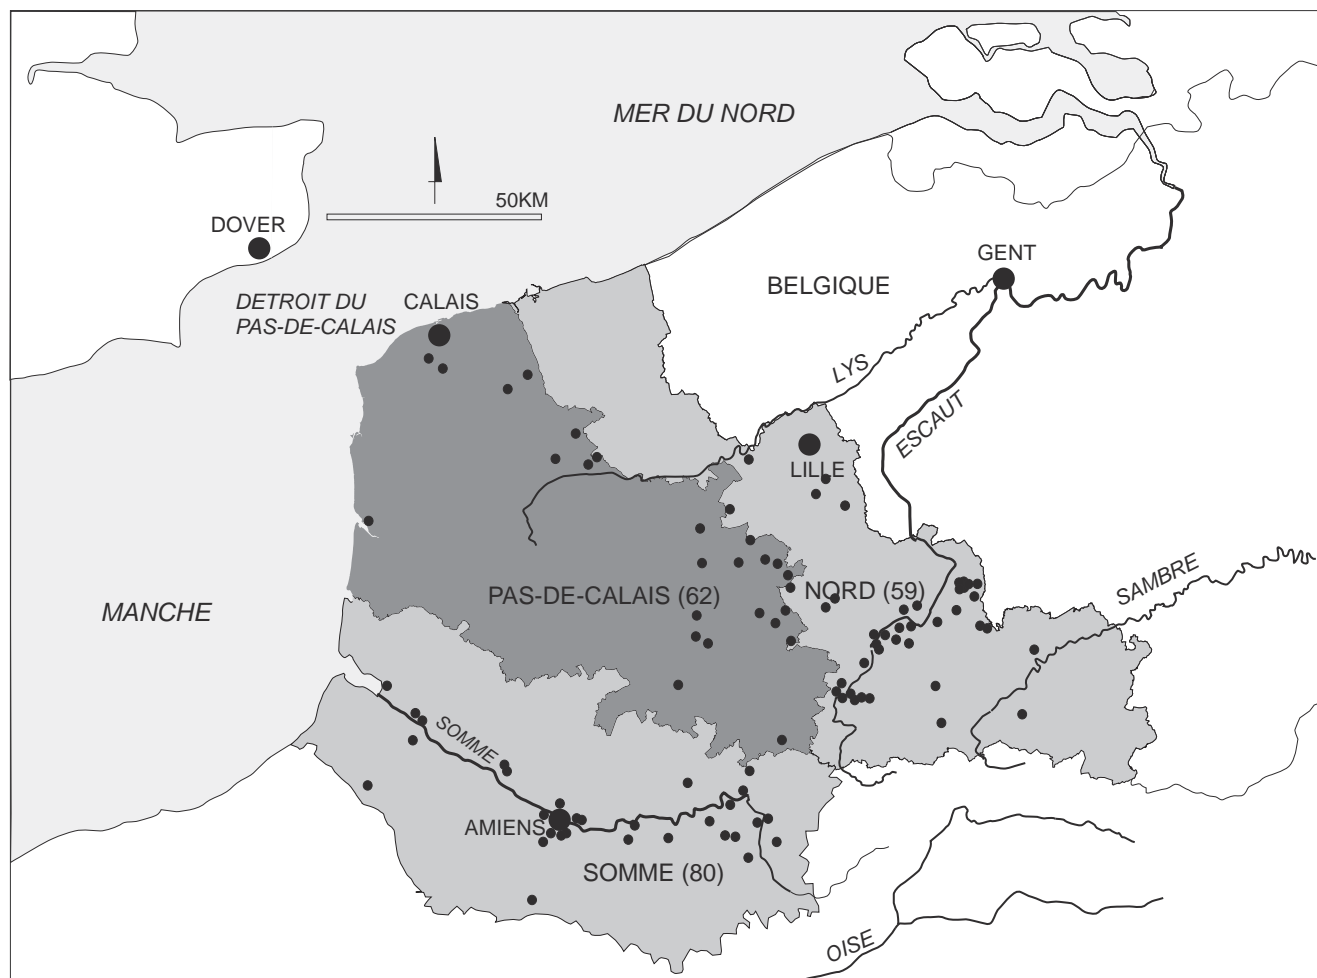 MER DU NORD
50KM
DOVER
GENT
BELGIQUE
DETROIT DU
PAS-DE-CALAIS
CALAIS
LYS
ESCAUT
LILLE
SAMBRE
PAS-DE-CALAIS (62)
NORD (59)
MANCHE
SOMME
AMIENS
SOMME (80)
OISE